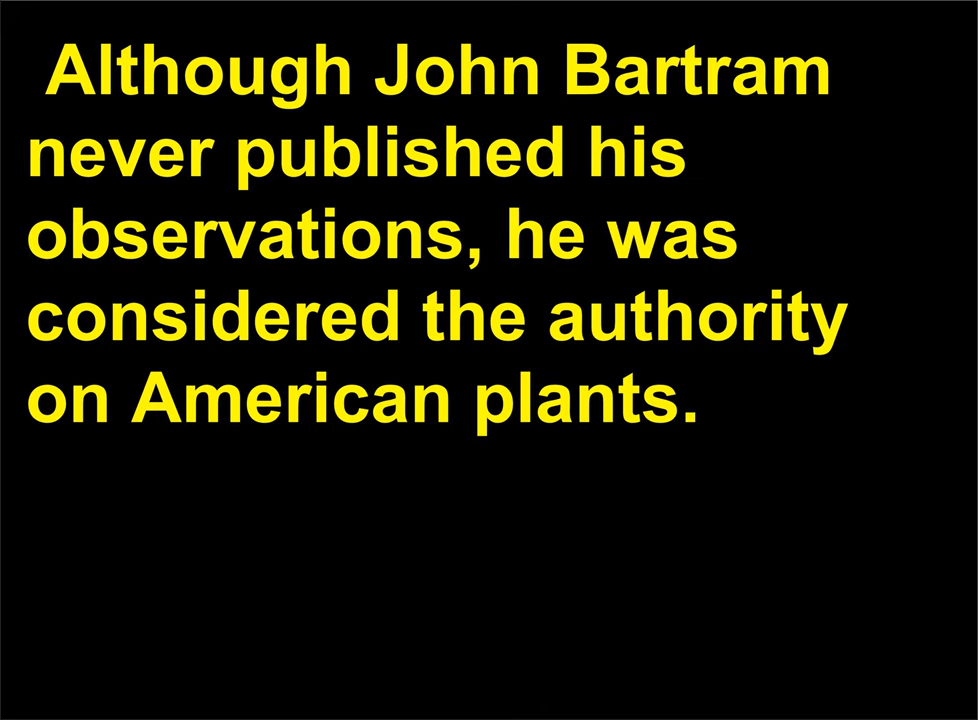 Although John Bartram
never published his
observations, he was
considered the authority
on American plants.